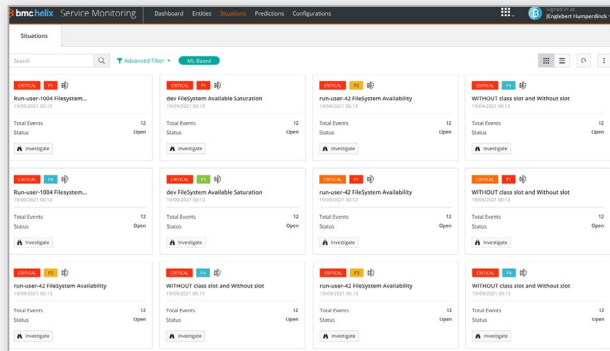 bmc helix Service Monitoring Dashboard Entities Situations Predictions Configurations
Signed in as
JEnglebert Humperdinck
Situations
Search Advanced Filter ML-Based
CRITICAL P1
Run-user-1004 Filesystem...
19/09/2021 00:13
Total Events 12
Status Open
Investigate
CRITICAL P1
dev FileSystem Available Saturation
19/09/2021 00:13
Total Events 12
Status Open
Investigate
CRITICAL P2
run-user-42 FileSystem Availability
19/09/2021 00:13
Total Events 12
Status Open
Investigate
CRITICAL
WITHOUT class slot and Without slot
19/09/2021 00:13
Total Events 12
Status Open
Investigate
CRITICAL P4
Run-user-1004 Filesystem...
19/09/2021 00:13
Total Events 12
Status Open
Investigate
CRITICAL
dev FileSystem Available Saturation
19/09/2021 00:13
Total Events 12
Status Open
Investigate
CRITICAL P1
run-user-42 FileSystem Availability
19/09/2021 00:13
Total Events 12
Status Open
Investigate
CRITICAL P1
WITHOUT class slot and Without slot
19/09/2021 00:13
Total Events 12
Status Open
Investigate
CRITICAL P2
run-user-42 FileSystem Availability
19/09/2021 00:13
Total Events 12
Status Open
Investigate
CRITICAL P4
WITHOUT class slot and Without slot
19/09/2021 00:13
Total Events 12
Status Open
Investigate
CRITICAL P2
run-user-42 FileSystem Availability
19/09/2021 00:13
Total Events 12
Status Open
Investigate
CRITICAL P4
WITHOUT class slot and Without slot
19/09/2021 00:13
Total Events 12
Status Open
Investigate